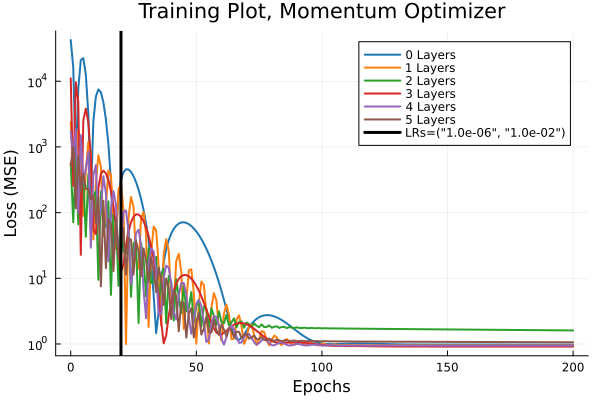 Training Plot, Momentum Optimizer
Loss (MSE)
10⁴
10³
10²
10¹
10⁰
0 Layers
1 Layers
2 Layers
3 Layers
4 Layers
5 Layers
LRs=("1.0e-06", "1.0e-02")
0 50 100 150 200
Epochs